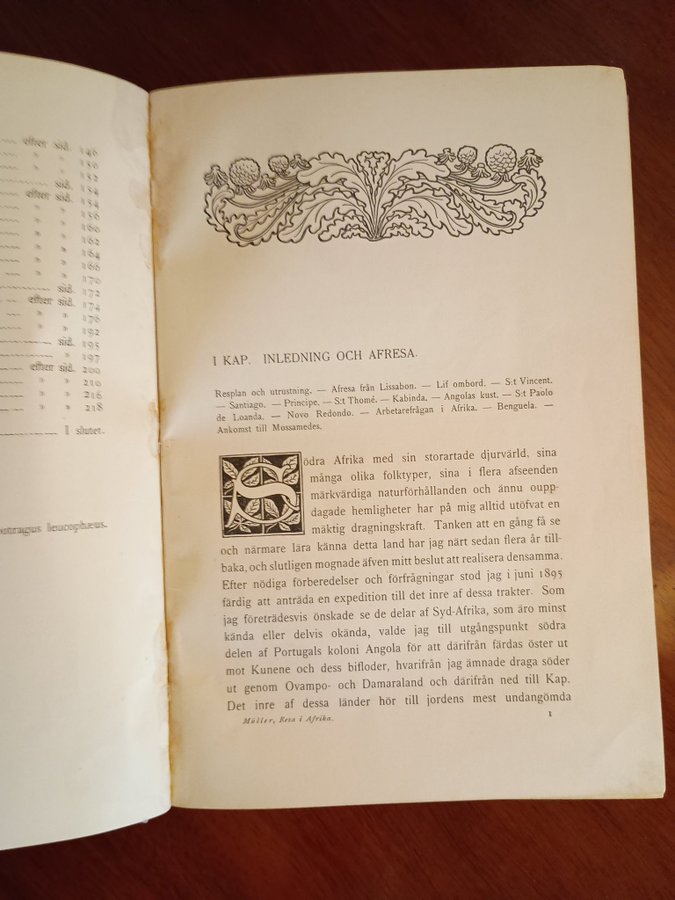 efter sid. 146
» » 150
» » 152
sid. 154
efter sid. 154
» » 156
» » 160
» » 162
» » 164
» » 166
» » 170
sid. 172
efter sid. 174
» » 176
» » 192
sid. 195
» 197
efter sid. 200
» » 210
» » 216
» » 218
I slutet.
leucophæus.
I KAP. INLEDNING OCH AFRESA.
Resplan och utrustning. — Afresa från Lissabon. — Lif ombord. — S:t Vincent.
— Santiago. — Principe. — S:t Thomé. — Kabinda. — Angolas kust. — S:t Paolo
de Loanda. — Novo Redondo. — Arbetarefrågan i Afrika. — Benguela. —
Ankomst till Mossamedes.
Södra Afrika med sin storartade djurvärld, sina
många olika folktyper, sina i flera afseenden
märkvärdiga naturförhållanden och ännu oupp-
dagade hemligheter har på mig alltid utöfvat en
mäktig dragningskraft. Tanken att en gång få se
och närmare lära känna detta land har jag närt sedan flera år till-
baka, och slutligen mognade äfven mitt beslut att realisera densamma.
Efter nödiga förberedelser och förfrågningar stod jag i juni 1895
färdig att anträda en expedition till det inre af dessa trakter. Som
jag företrädesvis önskade se de delar af Syd-Afrika, som äro minst
kända eller delvis okända, valde jag till utgångspunkt södra
delen af Portugals koloni Angola för att därifrån färdas öster ut
mot Kunene och dess bifloder, hvarifrån jag ämnade draga söder
ut genom Ovampo- och Damaraland och därifrån ned till Kap.
Det inre af dessa länder hör till jordens mest undangömda
Möller, Resa i Afrika. 1